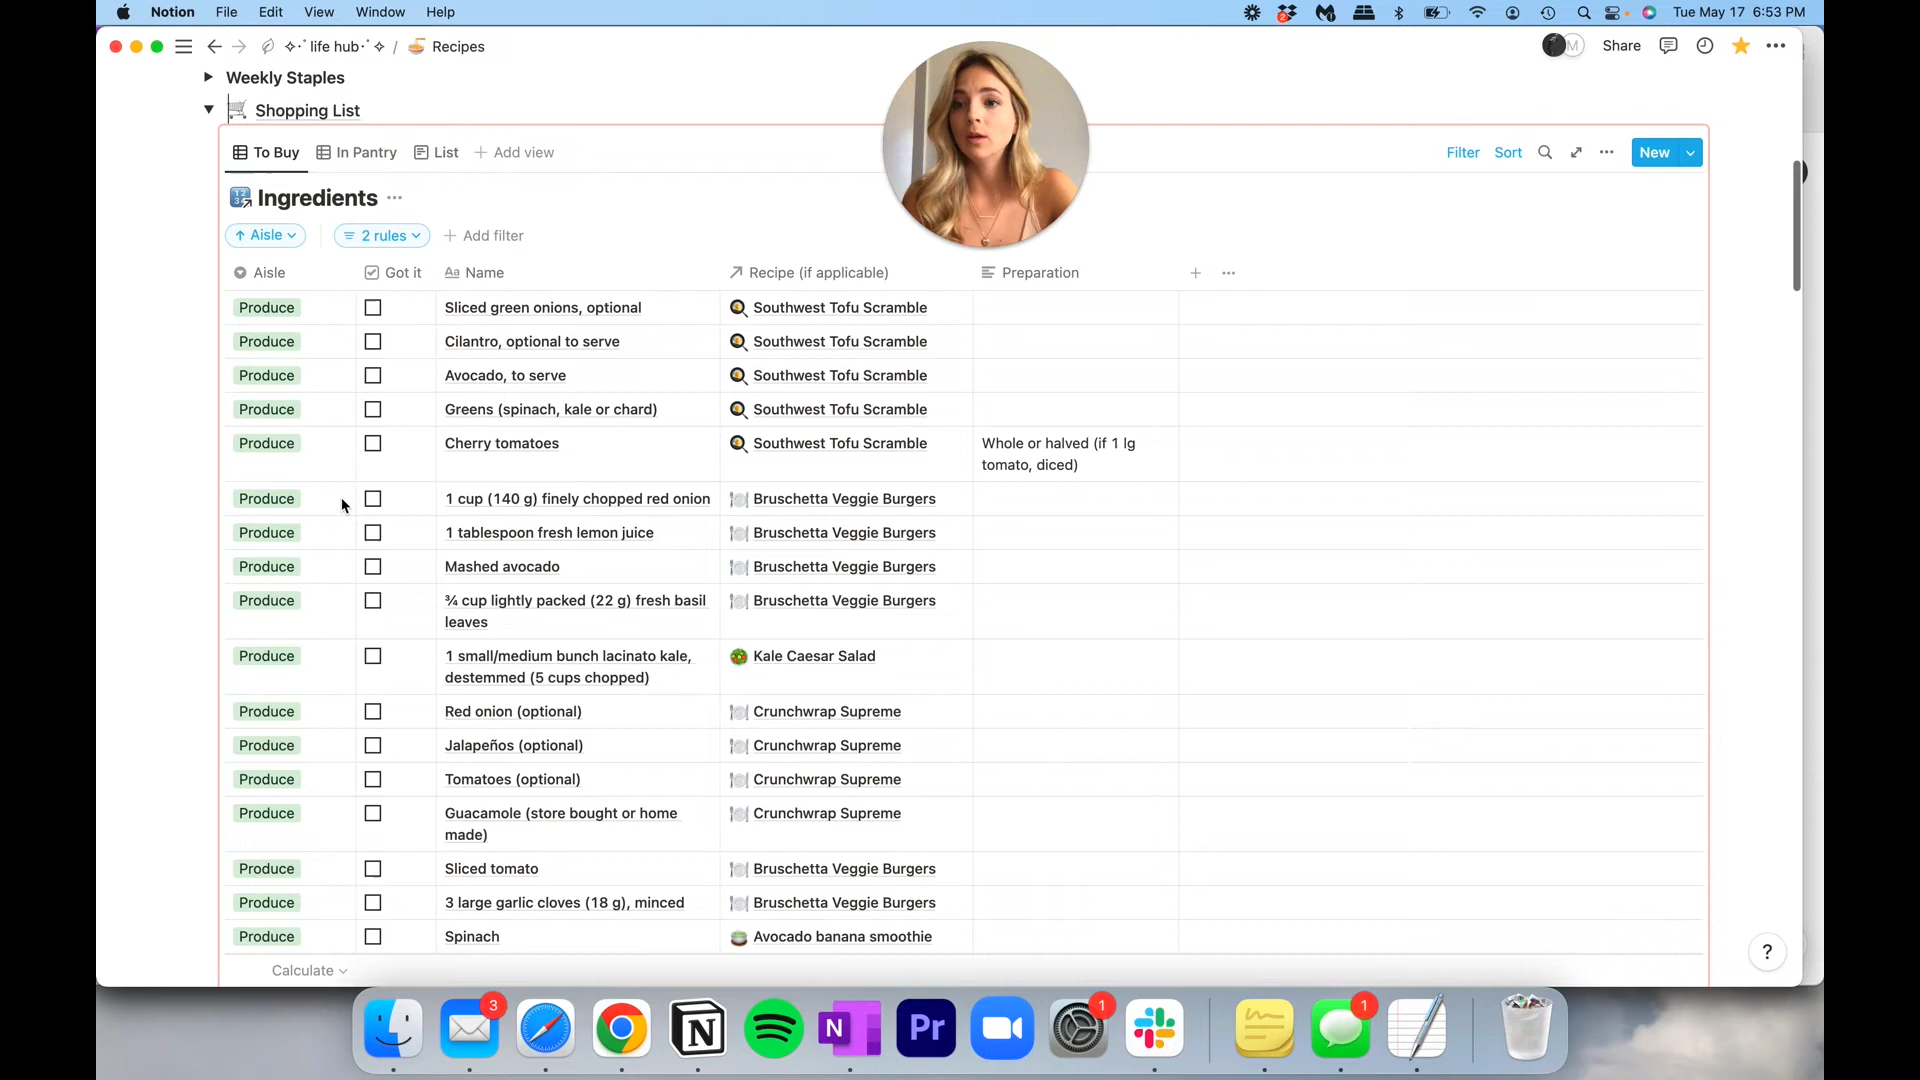 Notion File Edit View Window Help
2
Tue May 17 6:53 PM
✧･ﾟ life hub･ﾟ✧ / Recipes
M Share
Weekly Staples
Shopping List
To Buy In Pantry List + Add view
Filter Sort New
Ingredients
Aisle 2 rules + Add filter
Aisle Got it Aa Name Recipe (if applicable) Preparation
Produce Sliced green onions, optional Southwest Tofu Scramble
Produce Cilantro, optional to serve Southwest Tofu Scramble
Produce Avocado, to serve Southwest Tofu Scramble
Produce Greens (spinach, kale or chard) Southwest Tofu Scramble
Produce Cherry tomatoes Southwest Tofu Scramble Whole or halved (if 1 lg
tomato, diced)
Produce 1 cup (140 g) finely chopped red onion Bruschetta Veggie Burgers
Produce 1 tablespoon fresh lemon juice Bruschetta Veggie Burgers
Produce Mashed avocado Bruschetta Veggie Burgers
Produce ¾ cup lightly packed (22 g) fresh basil Bruschetta Veggie Burgers
leaves
Produce 1 small/medium bunch lacinato kale, Kale Caesar Salad
destemmed (5 cups chopped)
Produce Red onion (optional) Crunchwrap Supreme
Produce Jalapeños (optional) Crunchwrap Supreme
Produce Tomatoes (optional) Crunchwrap Supreme
Produce Guacamole (store bought or home Crunchwrap Supreme
made)
Produce Sliced tomato Bruschetta Veggie Burgers
Produce 3 large garlic cloves (18 g), minced Bruschetta Veggie Burgers
Produce Spinach Avocado banana smoothie
Calculate
?
3 N N Pr 1 1